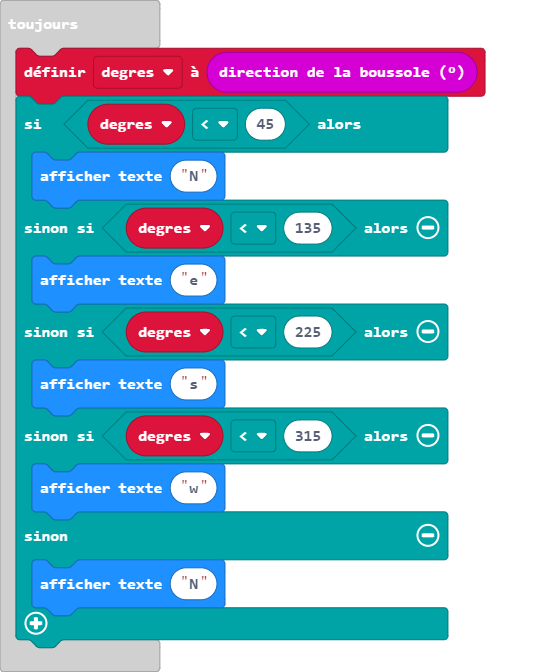 toujours
définir degres à direction de la boussole (º)
si degres < 45 alors
afficher texte "N"
sinon si degres < 135 alors
afficher texte "e"
sinon si degres < 225 alors
afficher texte "s"
sinon si degres < 315 alors
afficher texte "w"
sinon
afficher texte "N"